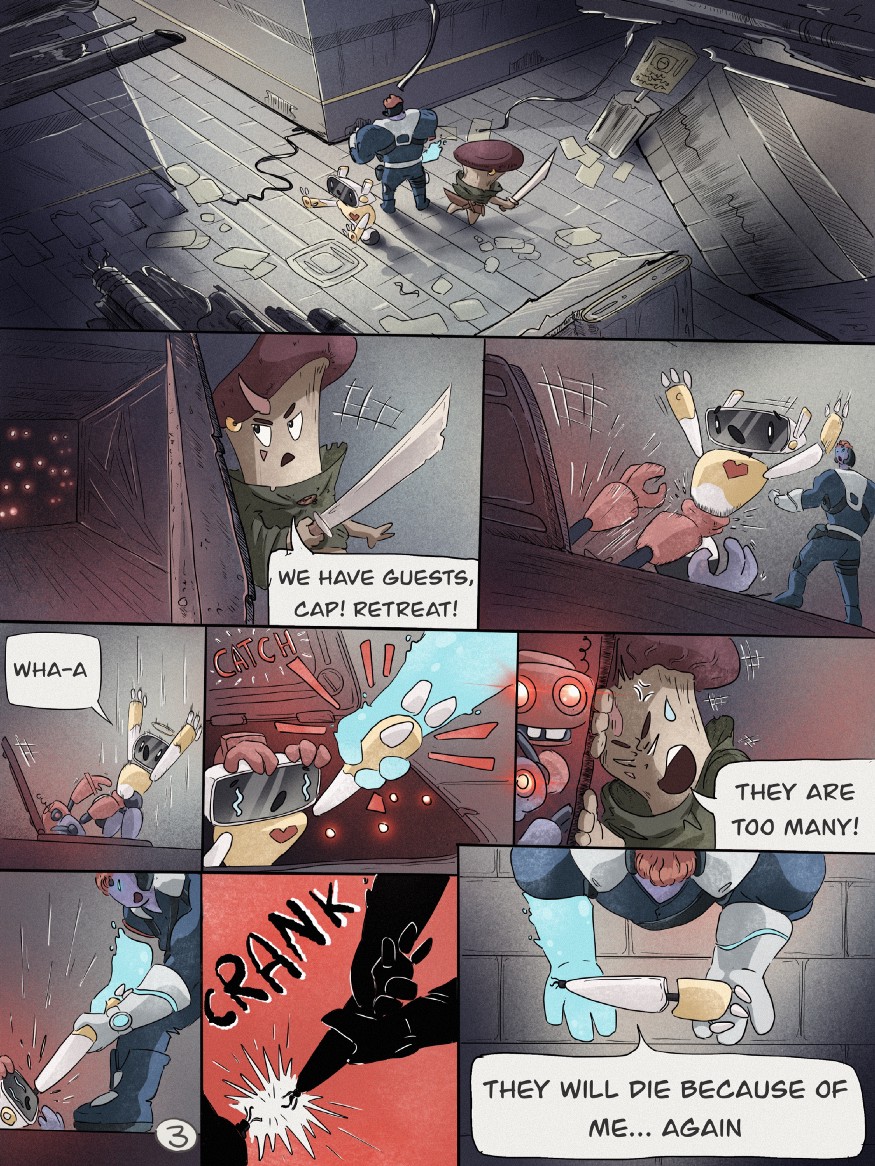 WE HAVE GUESTS,
CAP! RETREAT!
WHA-A
CATCH
THEY ARE
TOO MANY!
CRANK
THEY WILL DIE BECAUSE OF
ME... AGAIN
3